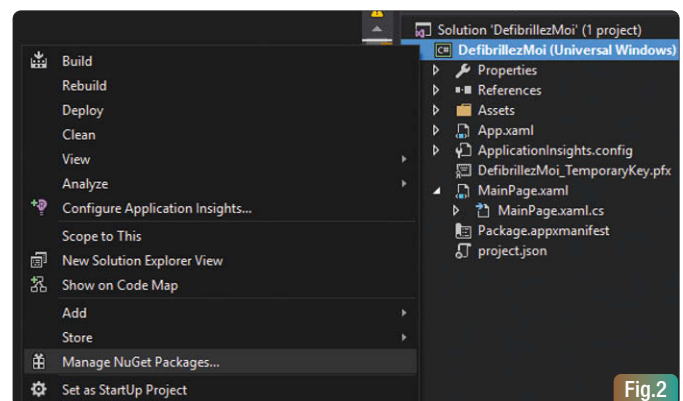 Build
Rebuild
Deploy
Clean
View
Analyze
Configure Application Insights...
Scope to This
New Solution Explorer View
Show on Code Map
Add
Store
Manage NuGet Packages...
Set as StartUp Project
Solution 'DefibrillezMoi' (1 project)
C# DefibrillezMoi (Universal Windows)
Properties
References
Assets
App.xaml
ApplicationInsights.config
DefibrillezMoi_TemporaryKey.pfx
MainPage.xaml
MainPage.xaml.cs
Package.appxmanifest
project.json
Fig.2